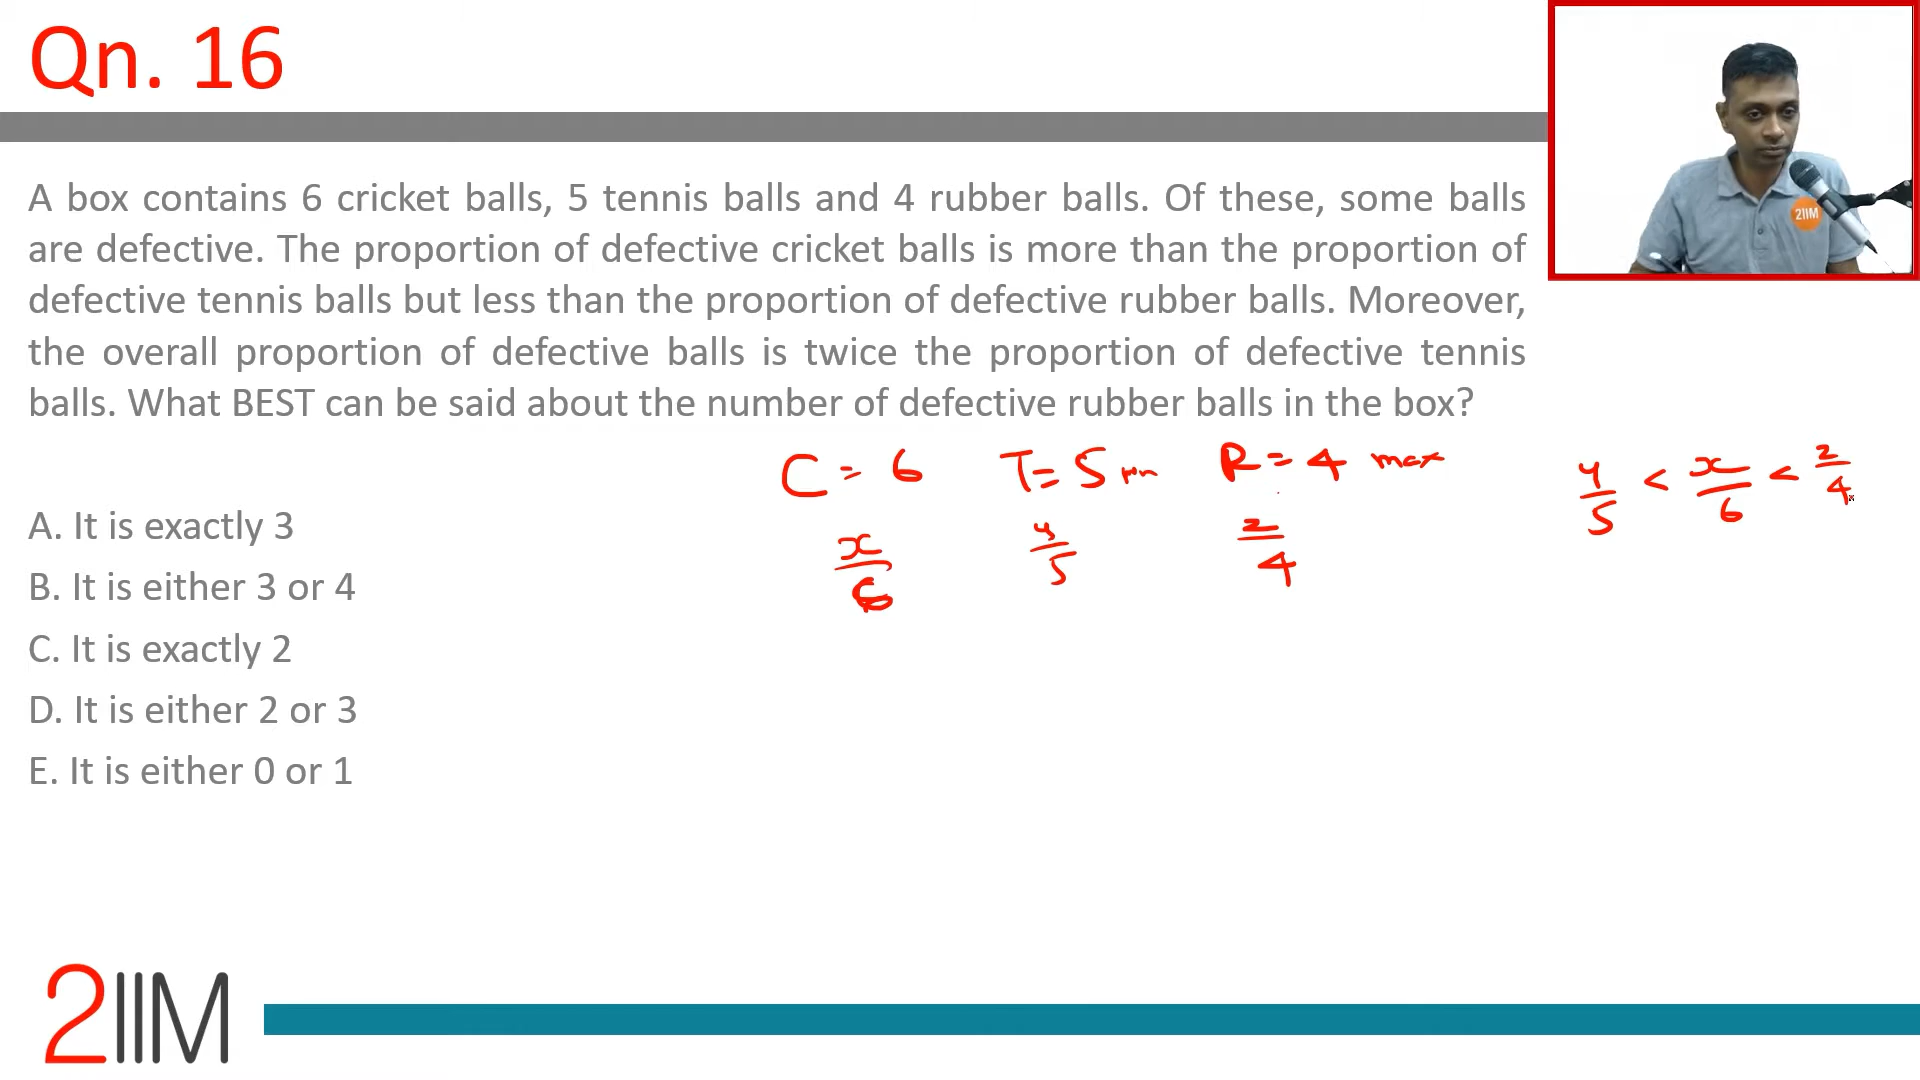 Qn. 16
2IIM
A box contains 6 cricket balls, 5 tennis balls and 4 rubber balls. Of these, some balls
are defective. The proportion of defective cricket balls is more than the proportion of
defective tennis balls but less than the proportion of defective rubber balls. Moreover,
the overall proportion of defective balls is twice the proportion of defective tennis
balls. What BEST can be said about the number of defective rubber balls in the box?
C = 6 T = 5 min R = 4 max
y/5 < x/6 < z/4
x/6 y/5 z/4
A. It is exactly 3
B. It is either 3 or 4
C. It is exactly 2
D. It is either 2 or 3
E. It is either 0 or 1
2IIM